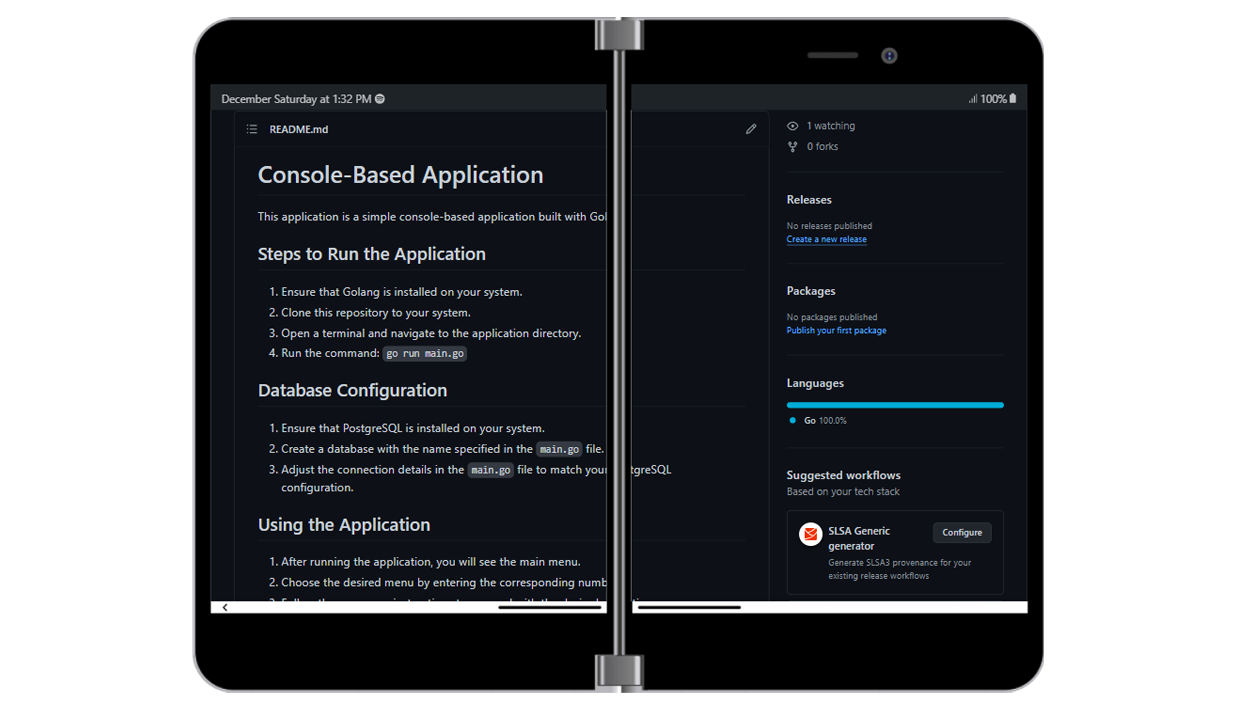 December Saturday at 1:32 PM
100%
README.md
Console-Based Application
This application is a simple console-based application built with
Steps to Run the Application
1. Ensure that Golang is installed on your system.
2. Clone this repository to your system.
3. Open a terminal and navigate to the application directory.
4. Run the command: go run main.go
Database Configuration
1. Ensure that PostgreSQL is installed on your system.
2. Create a database with the name specified in the main.go file.
3. Adjust the connection details in the main.go file to match your
configuration.
Using the Application
1. After running the application, you will see the main menu.
2. Choose the desired menu by entering the corresponding
1 watching
0 forks
Releases
No releases published
Create a new release
Packages
No packages published
Publish your first package
Languages
Go 100.0%
Suggested workflows
Based on your tech stack
SLSA Generic
generator
Configure
Generate SLSA3 provenance for your
existing release workflows